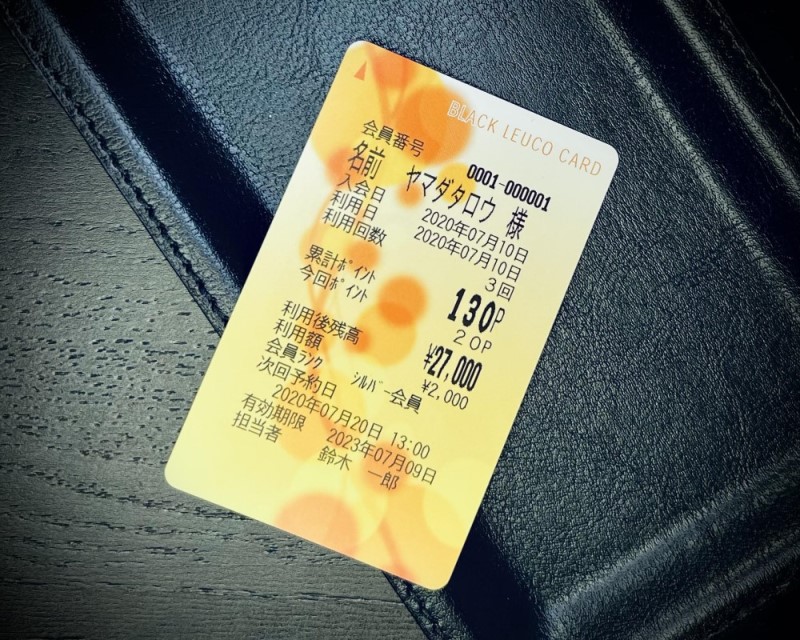 BLACK LEUCO CARD
会員番号 0001-000001
名前 ヤマダタロウ 様
入会日 2020年07月10日
利用日 2020年07月10日
利用回数 3回
累計ﾎﾟｲﾝﾄ 130P
今回ﾎﾟｲﾝﾄ 20P
利用後残高 ¥27,000
利用額 ¥2,000
会員ﾗﾝｸ ｼﾙﾊﾞｰ会員
次回予約日
2020年07月20日 13:00
有効期限 2023年07月09日
担当者 鈴木 一郎